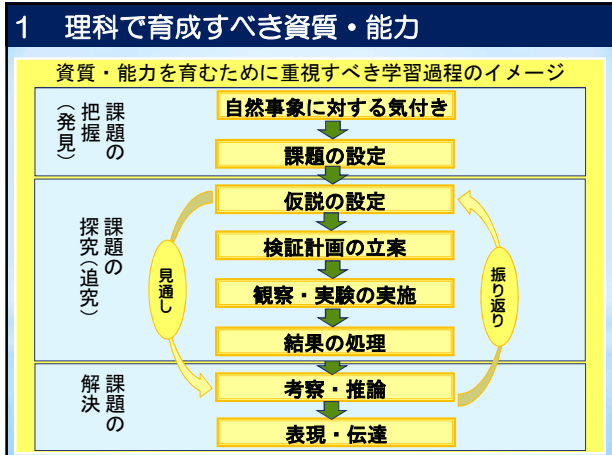 1 理科で育成すべき資質・能力
資質・能力を育むために重視すべき学習過程のイメージ
課題の
把握
(発見)
自然事象に対する気付き
課題の設定
課題の
探究(追究)
仮説の設定
検証計画の立案
観察・実験の実施
結果の処理
見通し
振り返り
課題の
解決
考察・推論
表現・伝達